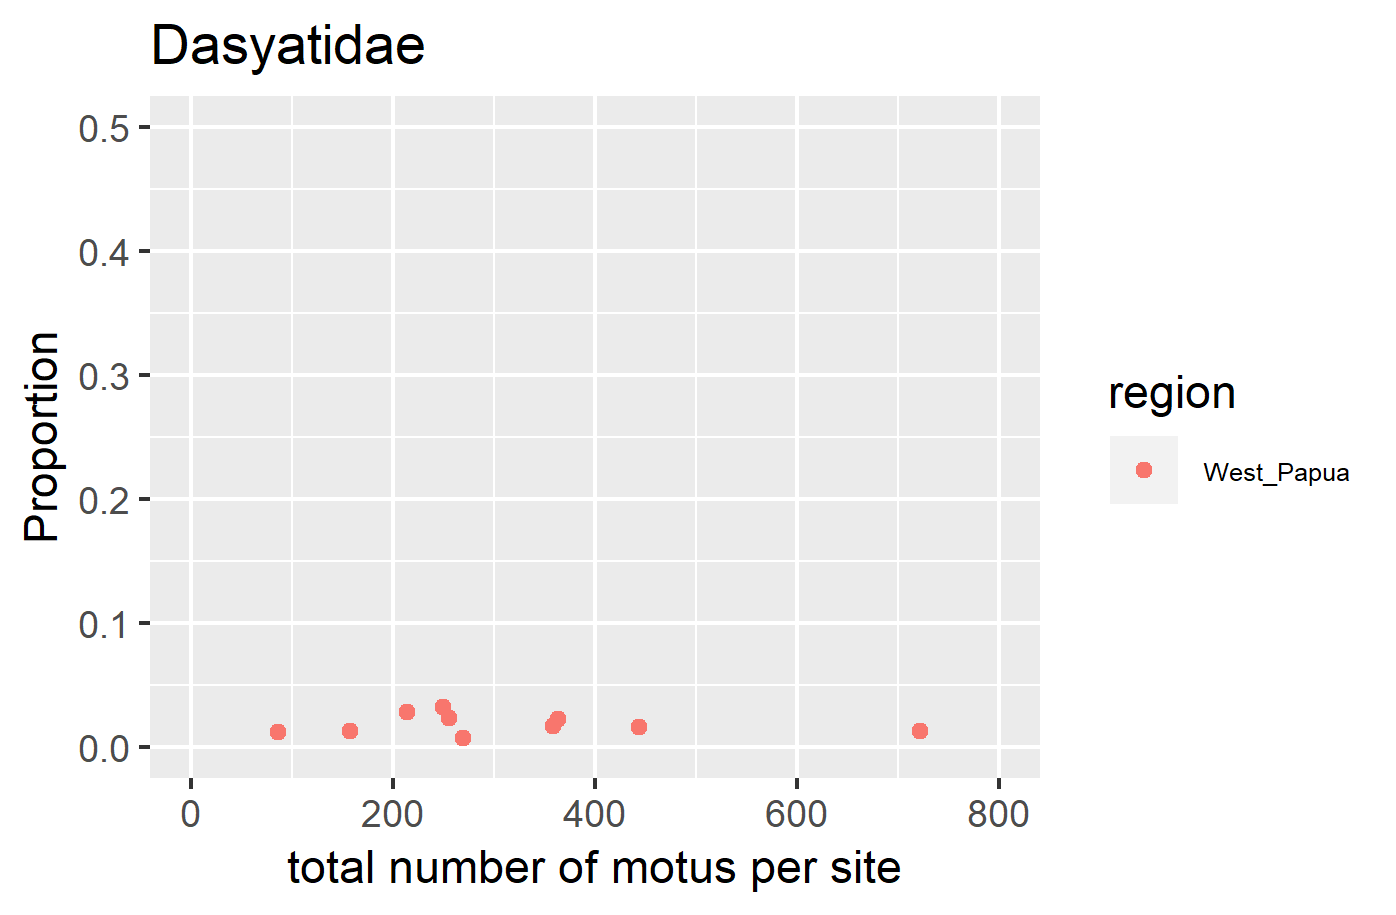 Dasyatidae
0.5
0.4
0.3
0.2
0.1
0.0
Proportion
0 200 400 600 800
total number of motus per site
region
West_Papua